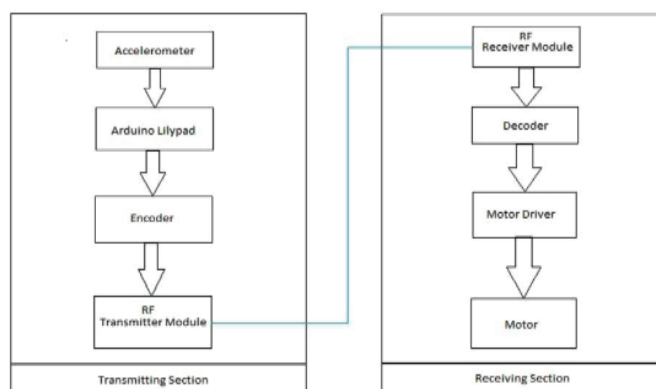 Accelerometer
Arduino Lilypad
Encoder
RF
Transmitter Module
Transmitting Section
RF
Receiver Module
Decoder
Motor Driver
Motor
Receiving Section